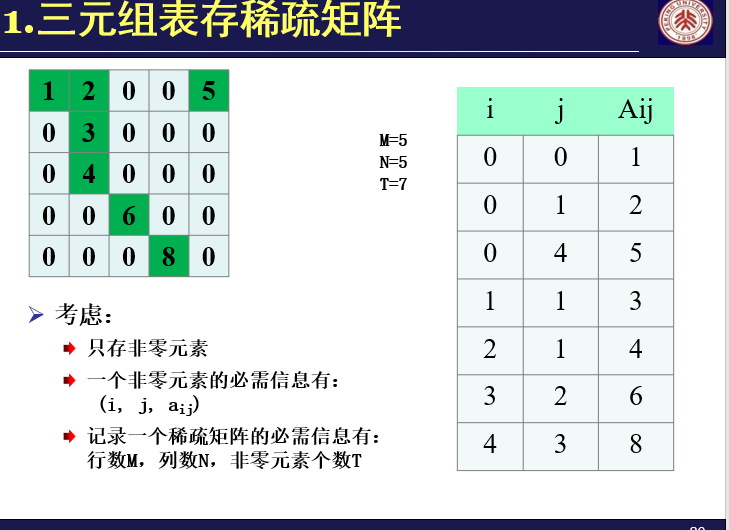 1.三元组表存稀疏矩阵
1 2 0 0 5
0 3 0 0 0
0 4 0 0 0
0 0 6 0 0
0 0 0 8 0
M=5
N=5
T=7
i j Aij
0 0 1
0 1 2
0 4 5
1 1 3
2 1 4
3 2 6
4 3 8
考虑：
只存非零元素
一个非零元素的必需信息有：
(i, j, aij)
记录一个稀疏矩阵的必需信息有：
行数M，列数N，非零元素个数T